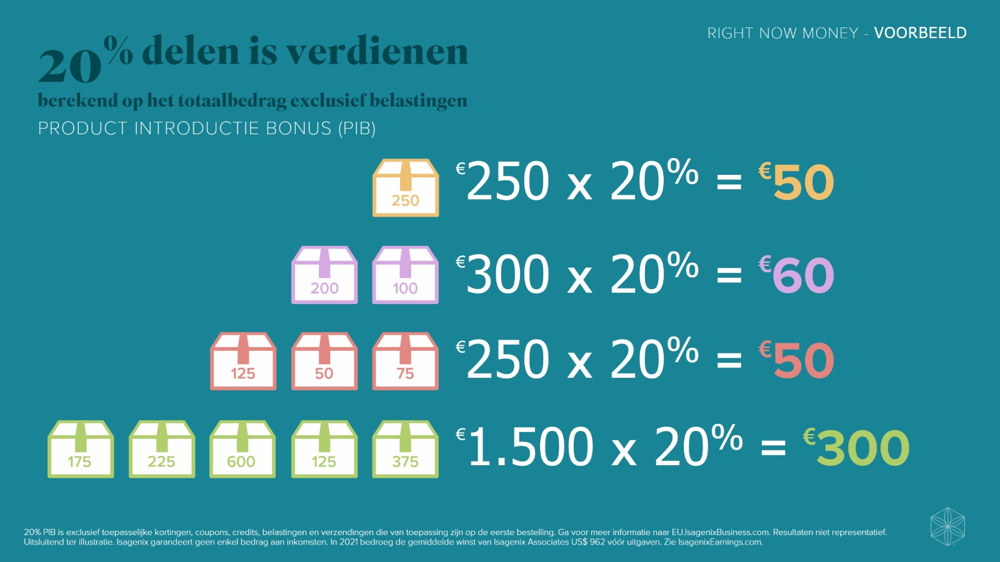 RIGHT NOW MONEY - VOORBEELD
20% delen is verdienen
berekend op het totaalbedrag exclusief belastingen
PRODUCT INTRODUCTIE BONUS (PIB)
250 €250 x 20% = €50
200 100 €300 x 20% = €60
125 50 75 €250 x 20% = €50
175 225 600 125 375 €1.500 x 20% = €300
20% PIB is exclusief toepasselijke kortingen, coupons, credits, belastingen en verzendingen die van toepassing zijn op de eerste bestelling. Ga voor meer informatie naar EU.IsagenixBusiness.com. Resultaten niet representatief.
Uitsluitend ter illustratie. Isagenix garandeert geen enkel bedrag aan inkomsten. In 2021 bedroeg de gemiddelde winst van Isagenix Associates US$ 962 vóór uitgaven. Zie IsagenixEarnings.com.